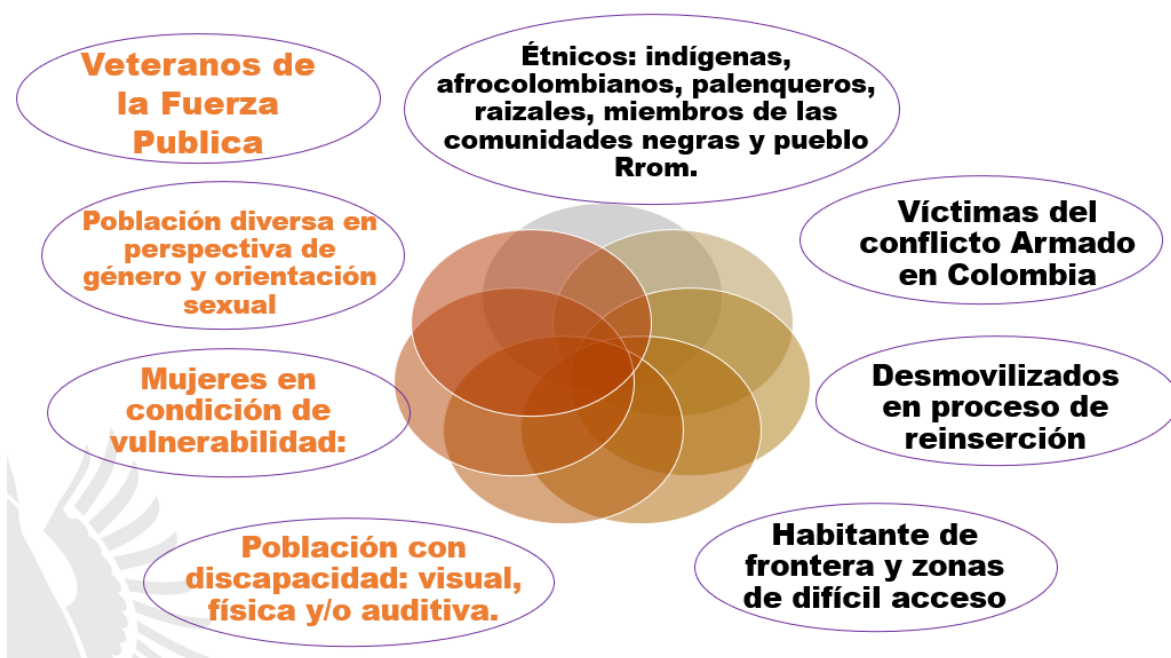 Veteranos de
la Fuerza
Publica
Étnicos: indígenas,
afrocolombianos, palenqueros,
raizales, miembros de las
comunidades negras y pueblo
Rrom.
Población diversa en
perspectiva de
género y orientación
sexual
Víctimas del
conflicto Armado
en Colombia
Mujeres en
condición de
vulnerabilidad:
Desmovilizados
en proceso de
reinserción
Población con
discapacidad: visual,
física y/o auditiva.
Habitante de
frontera y zonas
de difícil acceso